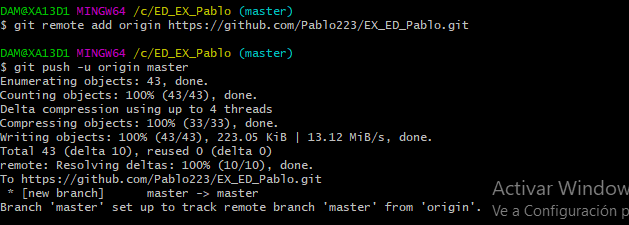 DAM@XA13D1 MINGW64 /c/ED_EX_Pablo (master)
$ git remote add origin https://github.com/Pablo223/EX_ED_Pablo.git
DAM@XA13D1 MINGW64 /c/ED_EX_Pablo (master)
$ git push -u origin master
Enumerating objects: 43, done.
Counting objects: 100% (43/43), done.
Delta compression using up to 4 threads
Compressing objects: 100% (33/33), done.
Writing objects: 100% (43/43), 223.05 KiB | 13.12 MiB/s, done.
Total 43 (delta 10), reused 0 (delta 0)
remote: Resolving deltas: 100% (10/10), done.
To https://github.com/Pablo223/EX_ED_Pablo.git
 * [new branch]      master -> master
Branch 'master' set up to track remote branch 'master' from 'origin'.
Activar Window
Ve a Configuración p